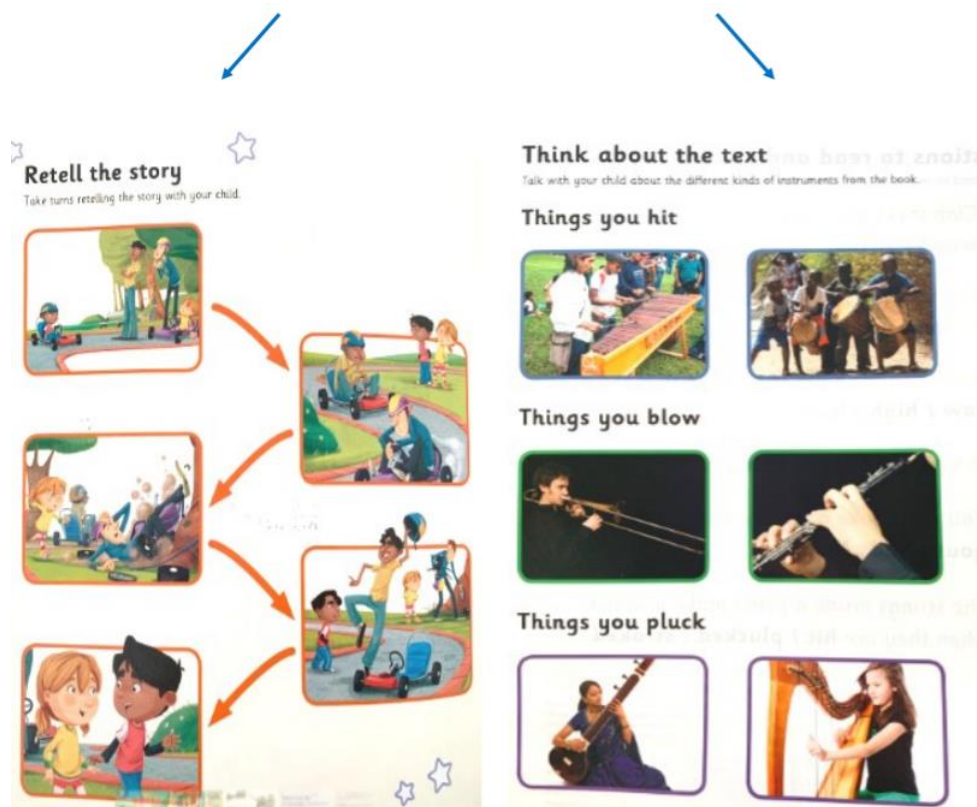 Retell the story
Take turns retelling the story with your child.
Think about the text
Talk with your child about the different kinds of instruments from the book.
Things you hit
Things you blow
Things you pluck